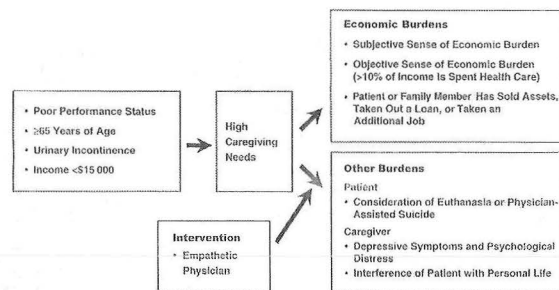 • Poor Performance Status
• ≥65 Years of Age
• Urinary Incontinence
• Income <$15 000
High
Caregiving
Needs
Intervention
• Empathetic
Physician
Economic Burdens
• Subjective Sense of Economic Burden
• Objective Sense of Economic Burden
(>10% of Income Is Spent Health Care)
• Patient or Family Member Has Sold Assets,
Taken Out a Loan, or Taken an
Additional Job
Other Burdens
Patient
• Consideration of Euthanasia or Physician-
Assisted Suicide
Caregiver
• Depressive Symptoms and Psychological
Distress
• Interference of Patient with Personal Life